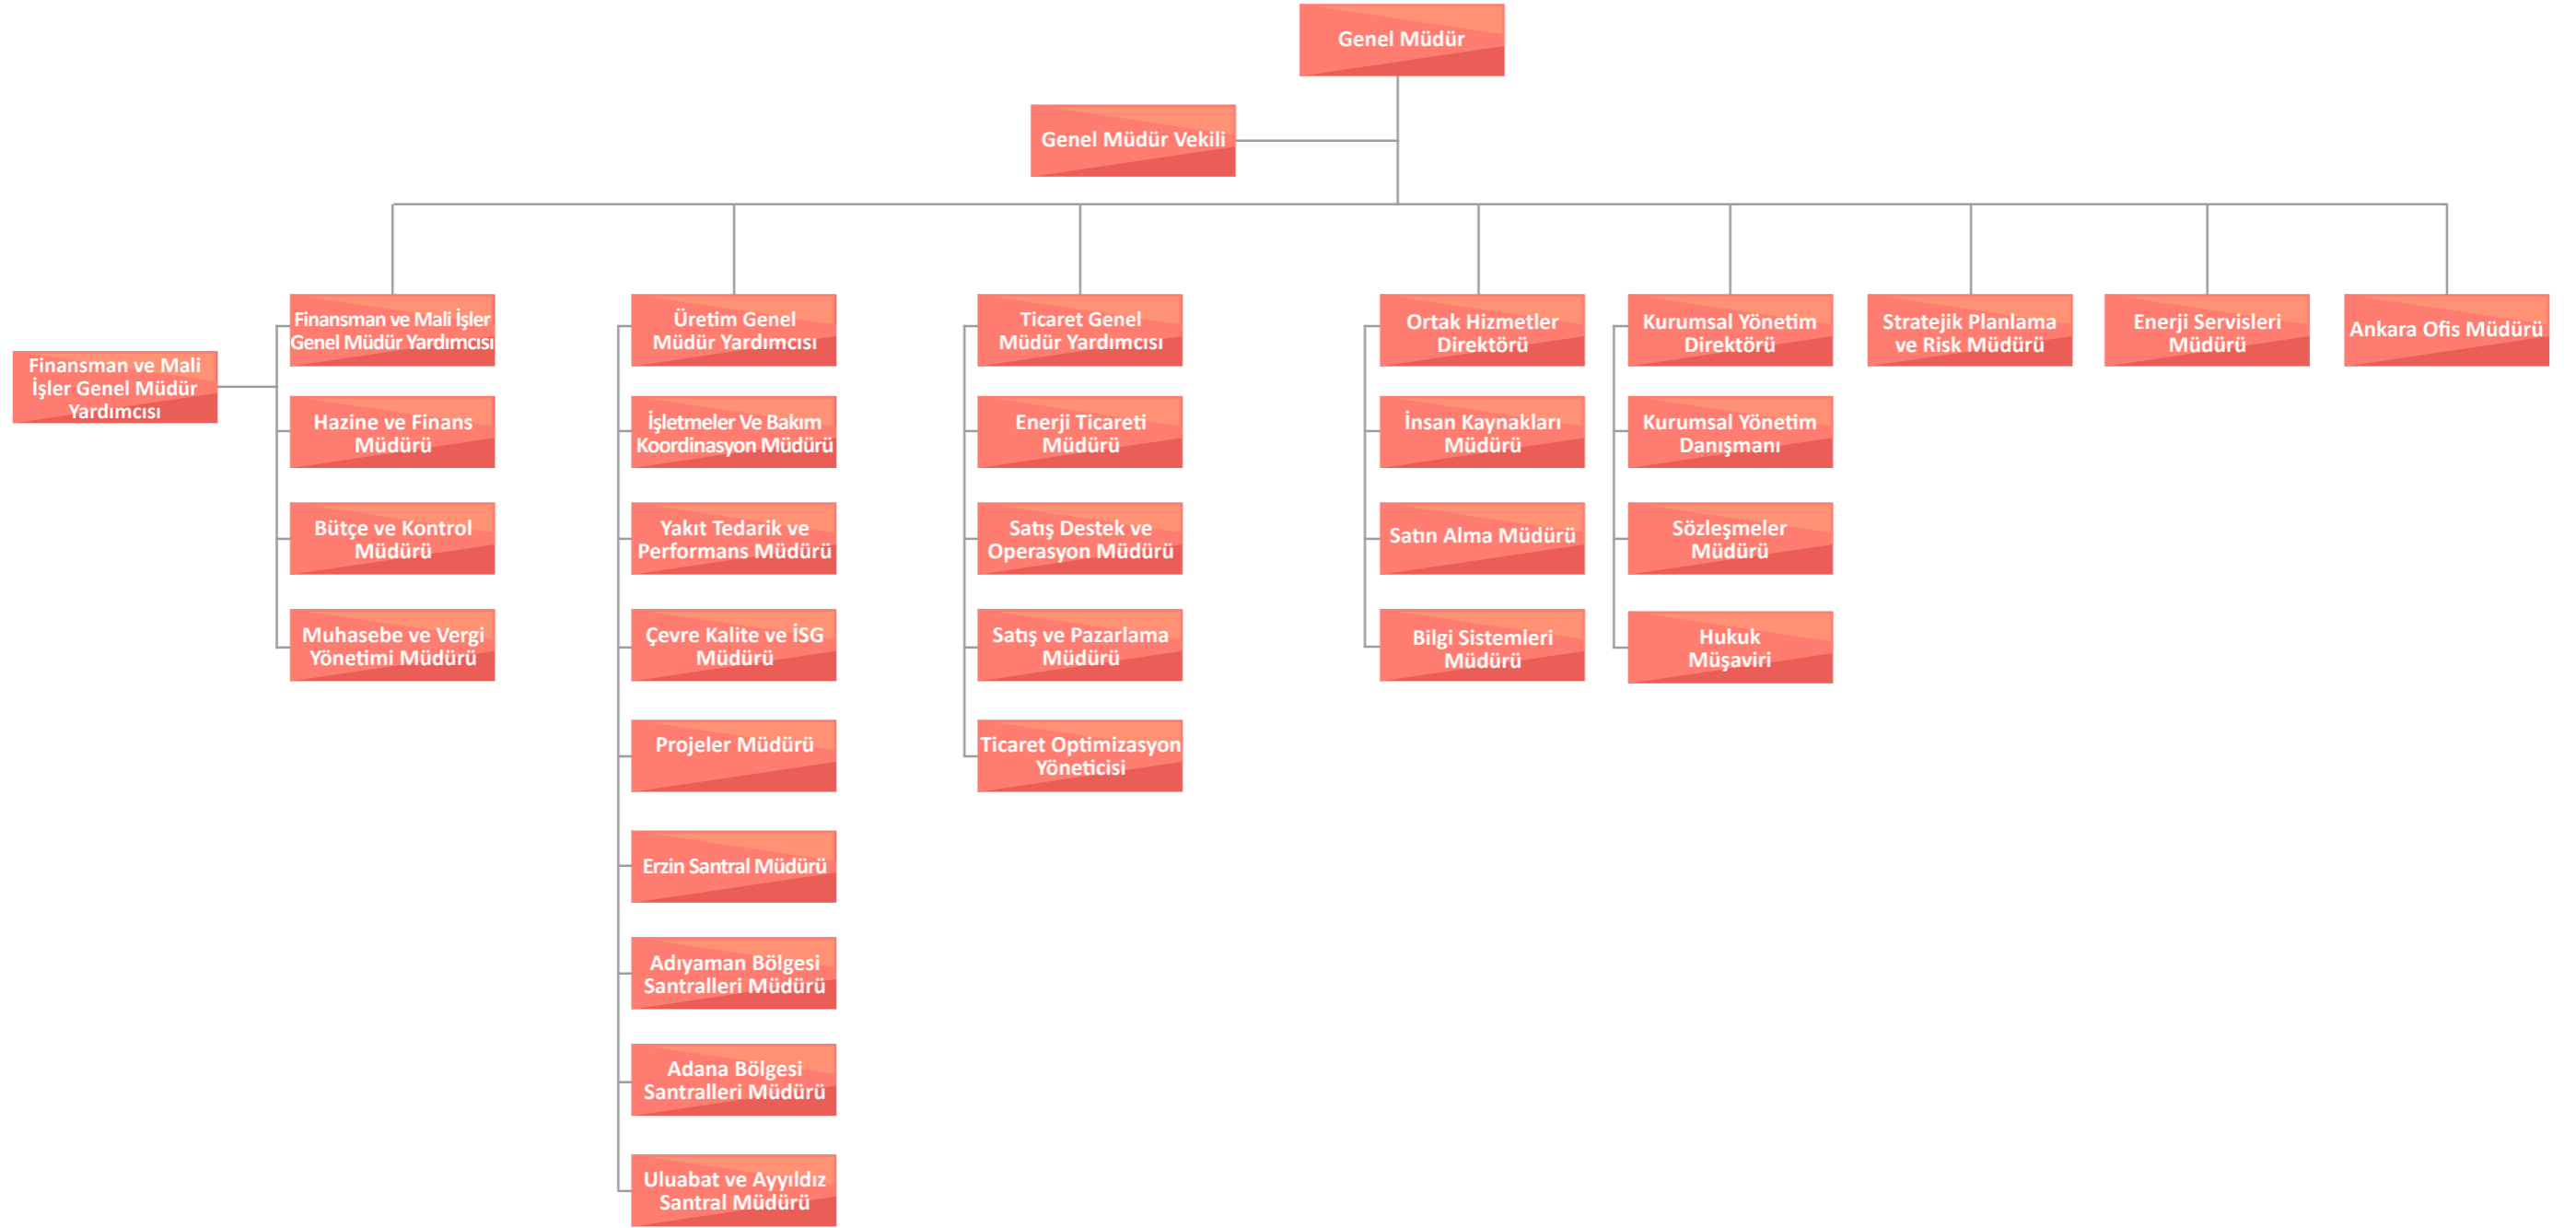 Genel Müdür
Genel Müdür Vekili
Finansman ve Mali
İşler Genel Müdür
Yardımcısı
Finansman ve Mali İşler
Genel Müdür Yardımcısı
Hazine ve Finans
Müdürü
Bütçe ve Kontrol
Müdürü
Muhasebe ve Vergi
Yönetimi Müdürü
Üretim Genel
Müdür Yardımcısı
İşletmeler Ve Bakım
Koordinasyon Müdürü
Yakıt Tedarik ve
Performans Müdürü
Çevre Kalite ve İSG
Müdürü
Projeler Müdürü
Erzin Santral Müdürü
Adıyaman Bölgesi
Santralleri Müdürü
Adana Bölgesi
Santralleri Müdürü
Uluabat ve Ayyıldız
Santral Müdürü
Ticaret Genel
Müdür Yardımcısı
Enerji Ticareti
Müdürü
Satış Destek ve
Operasyon Müdürü
Satış ve Pazarlama
Müdürü
Ticaret Optimizasyon
Yöneticisi
Ortak Hizmetler
Direktörü
İnsan Kaynakları
Müdürü
Satın Alma Müdürü
Bilgi Sistemleri
Müdürü
Kurumsal Yönetim
Direktörü
Kurumsal Yönetim
Danışmanı
Sözleşmeler
Müdürü
Hukuk
Müşaviri
Stratejik Planlama
ve Risk Müdürü
Enerji Servisleri
Müdürü
Ankara Ofis Müdürü